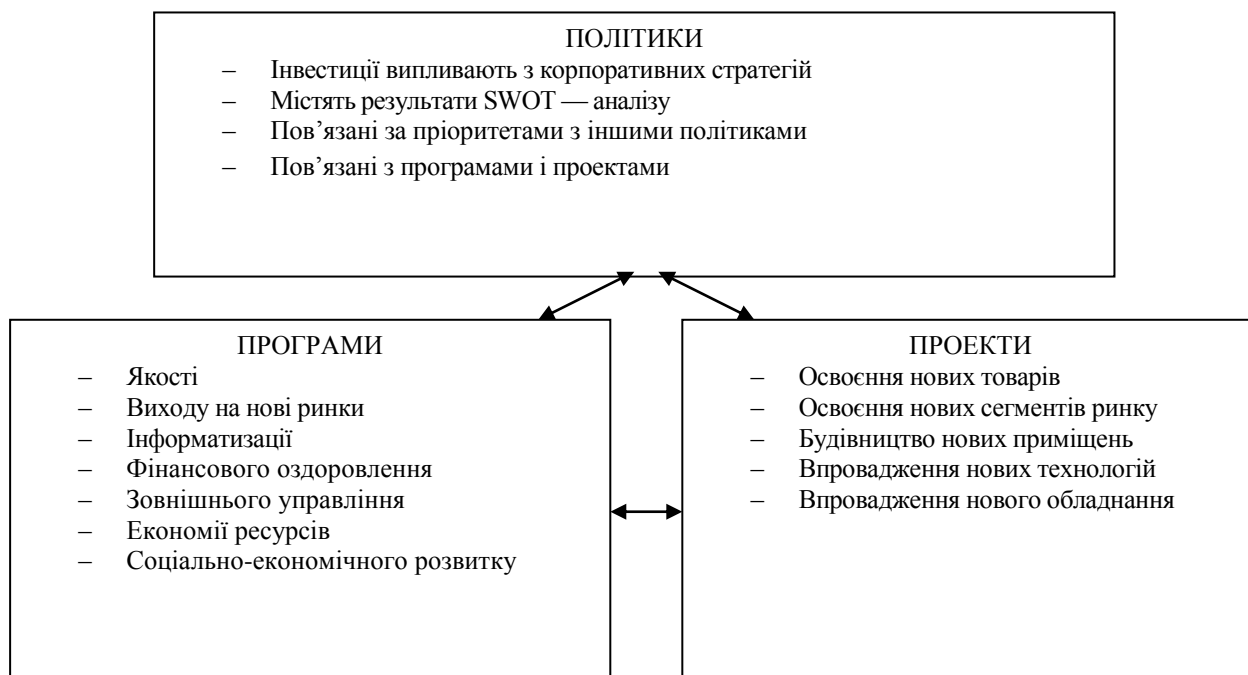 ПОЛІТИКИ
– Інвестиції випливають з корпоративних стратегій
– Містять результати SWOT — аналізу
– Пов’язані за пріоритетами з іншими політиками
– Пов’язані з програмами і проектами
ПРОГРАМИ
– Якості
– Виходу на нові ринки
– Інформатизації
– Фінансового оздоровлення
– Зовнішнього управління
– Економії ресурсів
– Соціально-економічного розвитку
ПРОЕКТИ
– Освоєння нових товарів
– Освоєння нових сегментів ринку
– Будівництво нових приміщень
– Впровадження нових технологій
– Впровадження нового обладнання